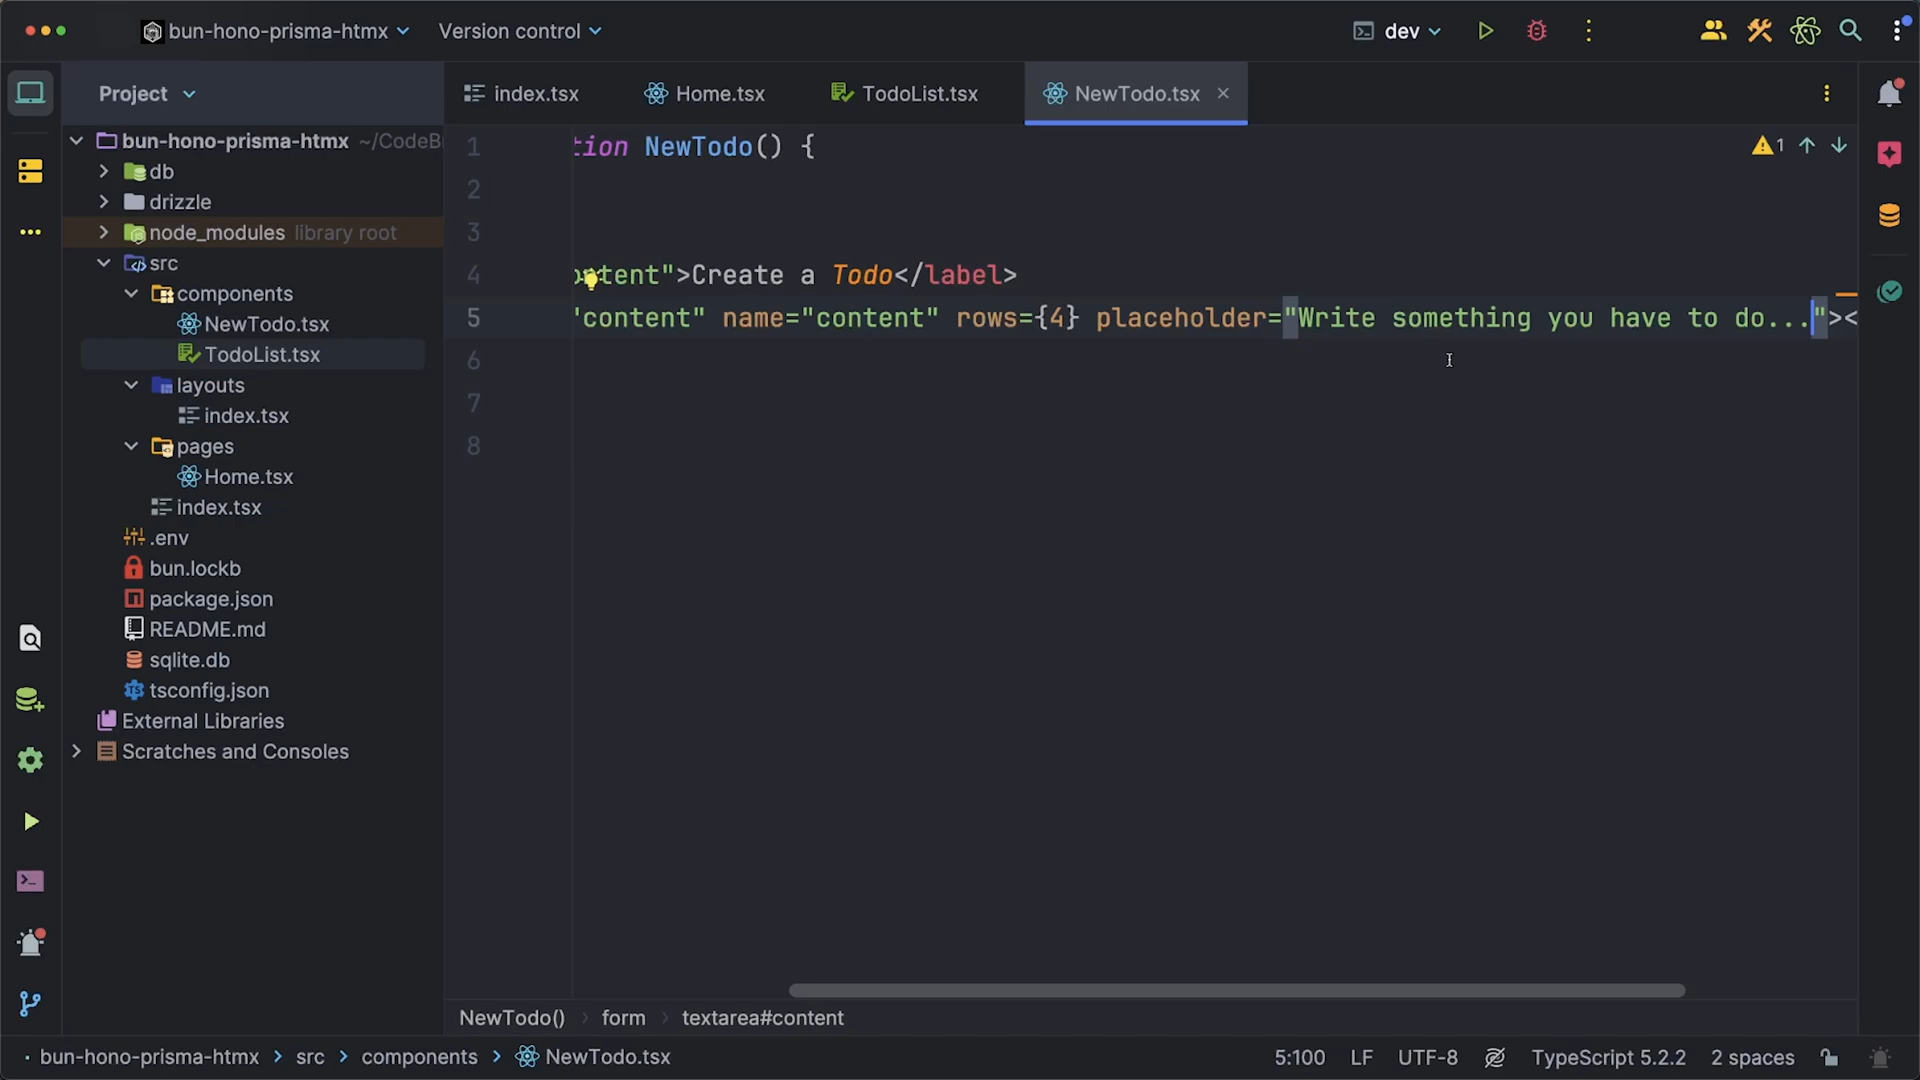 bun-hono-prisma-htmx Version control dev
Project
index.tsx Home.tsx TodoList.tsx NewTodo.tsx
bun-hono-prisma-htmx ~/CodeB
db
drizzle
node_modules library root
src
components
NewTodo.tsx
TodoList.tsx
layouts
index.tsx
pages
Home.tsx
index.tsx
.env
bun.lockb
package.json
README.md
sqlite.db
tsconfig.json
External Libraries
Scratches and Consoles
1 tion NewTodo() {
1
2
3
4 ontent">Create a Todo</label>
5 "content" name="content" rows={4} placeholder="Write something you have to do..."><
6
7
8
NewTodo() form textarea#content
bun-hono-prisma-htmx src components NewTodo.tsx 5:100 LF UTF-8 TypeScript 5.2.2 2 spaces